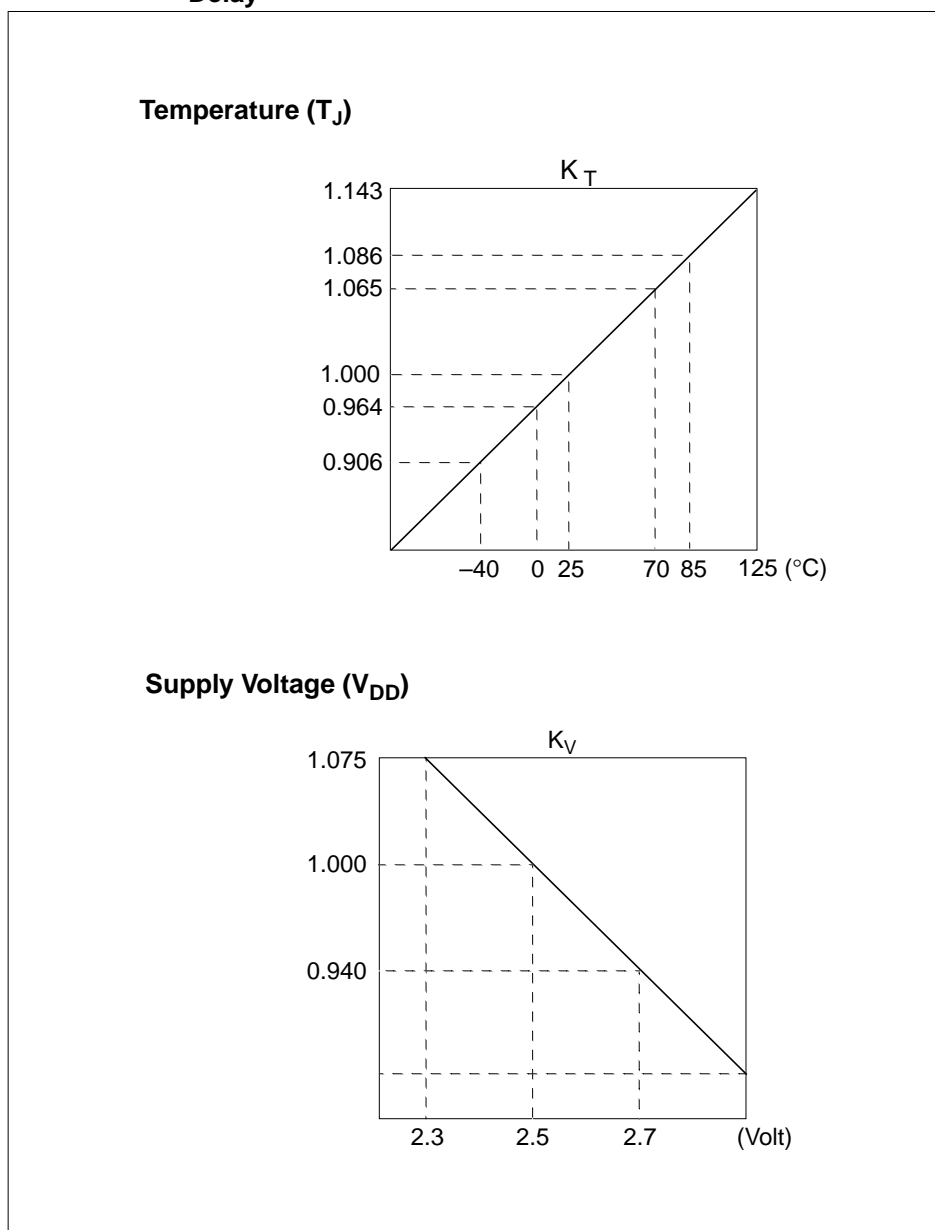 Delay
Temperature (TJ)
K T
1.143
1.086
1.065
1.000
0.964
0.906
–40 0 25 70 85 125 (°C)
Supply Voltage (VDD)
KV
1.075
1.000
0.940
2.3 2.5 2.7 (Volt)